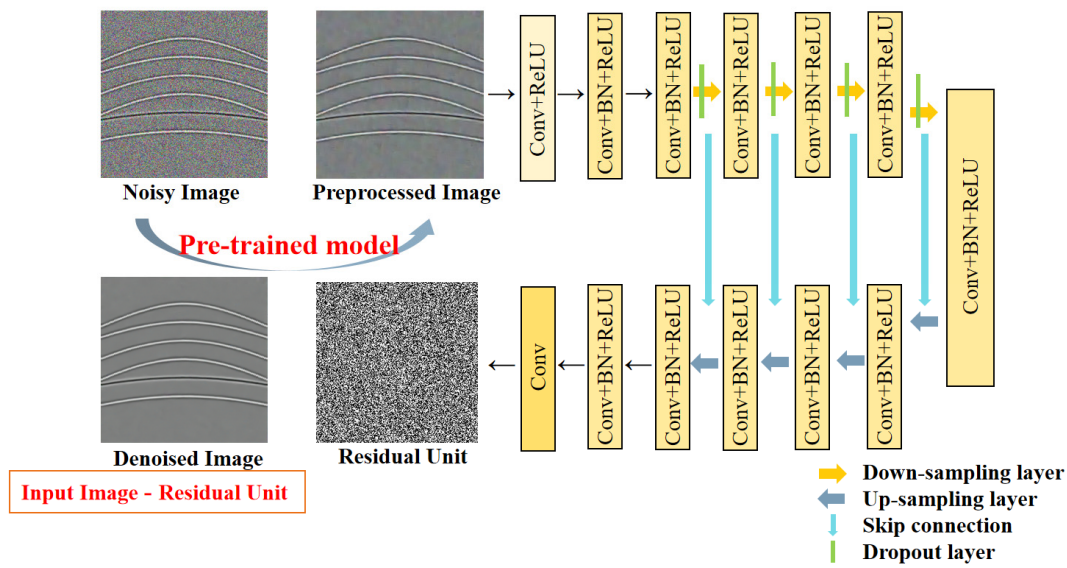 Conv+ReLU
Conv+BN+ReLU
Conv+BN+ReLU
Conv+BN+ReLU
Conv+BN+ReLU
Conv+BN+ReLU
Conv+BN+ReLU
Noisy Image
Preprocessed Image
Pre-trained model
Conv
Conv+BN+ReLU
Conv+BN+ReLU
Conv+BN+ReLU
Conv+BN+ReLU
Conv+BN+ReLU
Denoised Image
Residual Unit
Input Image - Residual Unit
Down-sampling layer
Up-sampling layer
Skip connection
Dropout layer